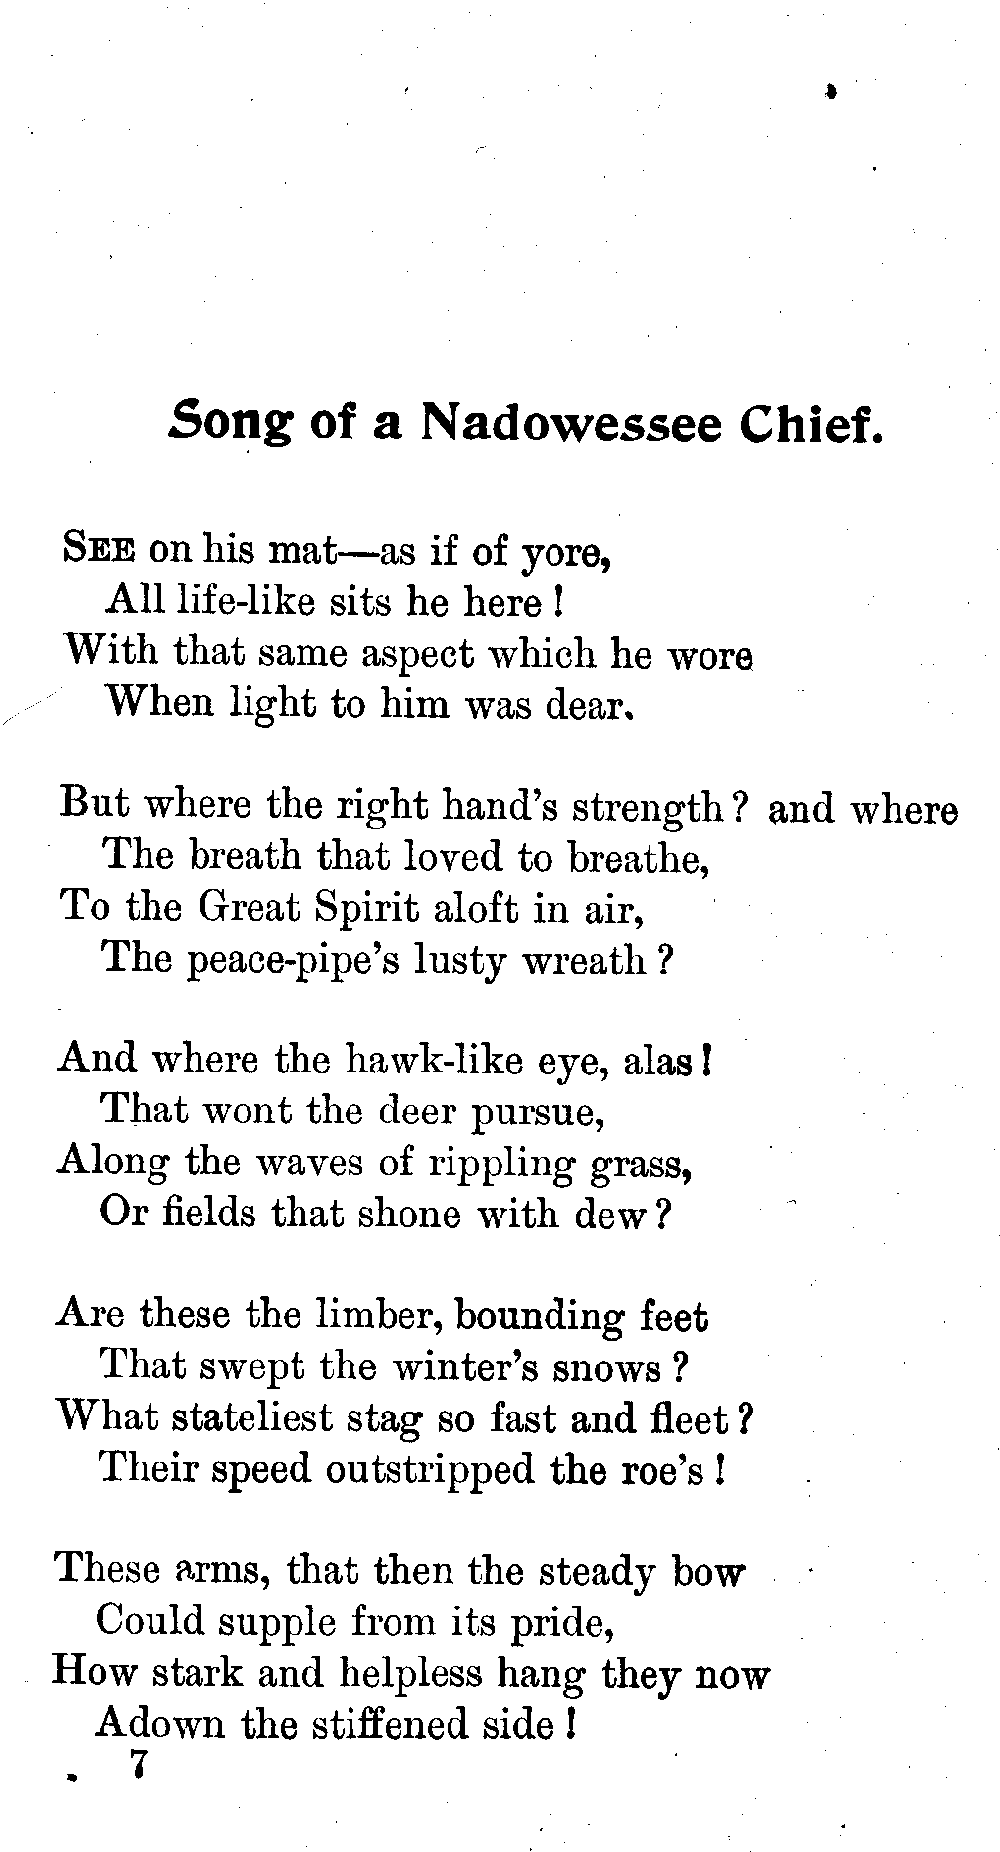 Song of a Nadowessee Chief.
SEE on his mat—as if of yore,
All life-like sits he here!
With that same aspect which he wore
When light to him was dear.
But where the right hand's strength? and where
The breath that loved to breathe,
To the Great Spirit aloft in air,
The peace-pipe's lusty wreath?
And where the hawk-like eye, alas!
That wont the deer pursue,
Along the waves of rippling grass,
Or fields that shone with dew?
Are these the limber, bounding feet
That swept the winter's snows?
What stateliest stag so fast and fleet?
Their speed outstripped the roe's!
These arms, that then the steady bow
Could supple from its pride,
How stark and helpless hang they now
Adown the stiffened side!
7